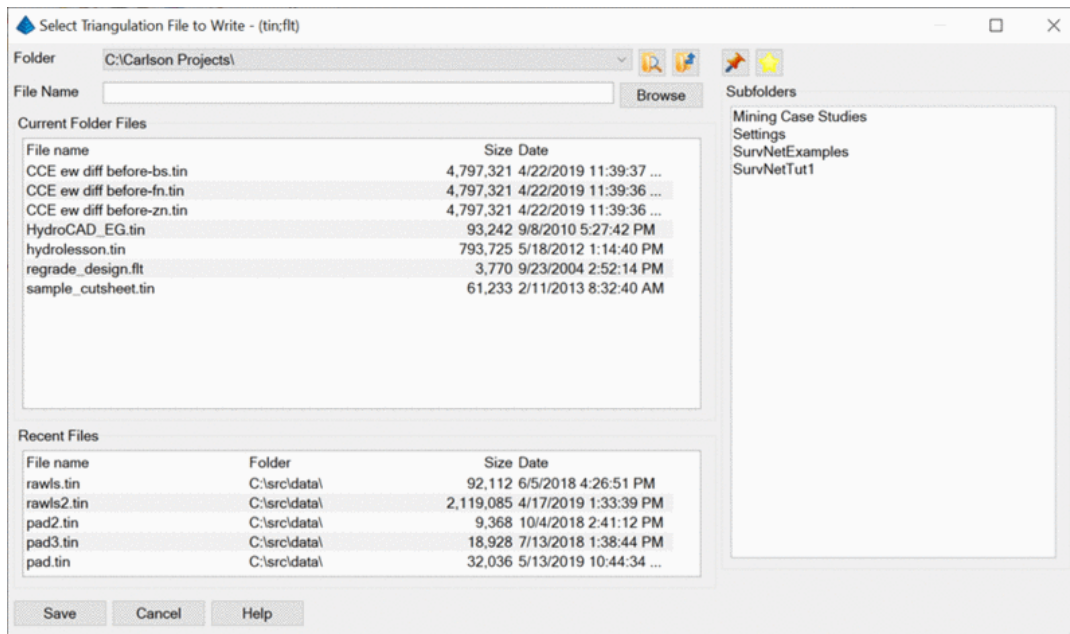 Select Triangulation File to Write - (tin;flt)
Folder C:\Carlson Projects\
File Name Browse
Current Folder Files
File name Size Date
CCE ew diff before-bs.tin 4,797,321 4/22/2019 11:39:37 ...
CCE ew diff before-fn.tin 4,797,321 4/22/2019 11:39:36 ...
CCE ew diff before-zn.tin 4,797,321 4/22/2019 11:39:36 ...
HydroCAD_EG.tin 93,242 9/8/2010 5:27:42 PM
hydrolesson.tin 793,725 5/18/2012 1:14:40 PM
regrade_design.flt 3,770 9/23/2004 2:52:14 PM
sample_cutsheet.tin 61,233 2/11/2013 8:32:40 AM
Recent Files
File name Folder Size Date
rawls.tin C:\src\data\ 92,112 6/5/2018 4:26:51 PM
rawls2.tin C:\src\data\ 2,119,085 4/17/2019 1:33:39 PM
pad2.tin C:\src\data\ 9,368 10/4/2018 2:41:12 PM
pad3.tin C:\src\data\ 18,928 7/13/2018 1:38:44 PM
pad.tin C:\src\data\ 32,036 5/13/2019 10:44:34 ...
Subfolders
Mining Case Studies
Settings
SurvNetExamples
SurvNetTut1
Save Cancel Help